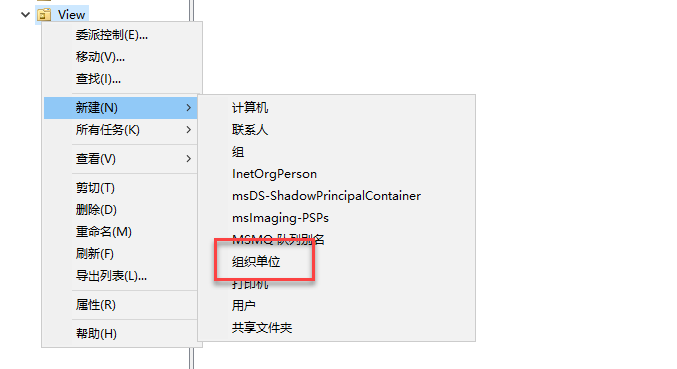 View
委派控制(E)...
移动(V)...
查找(I)...
新建(N)
所有任务(K)
查看(V)
剪切(T)
删除(D)
重命名(M)
刷新(F)
导出列表(L)...
属性(R)
帮助(H)
计算机
联系人
组
InetOrgPerson
msDS-ShadowPrincipalContainer
msImaging-PSPs
MSMQ 队列别名
组织单位
打印机
用户
共享文件夹